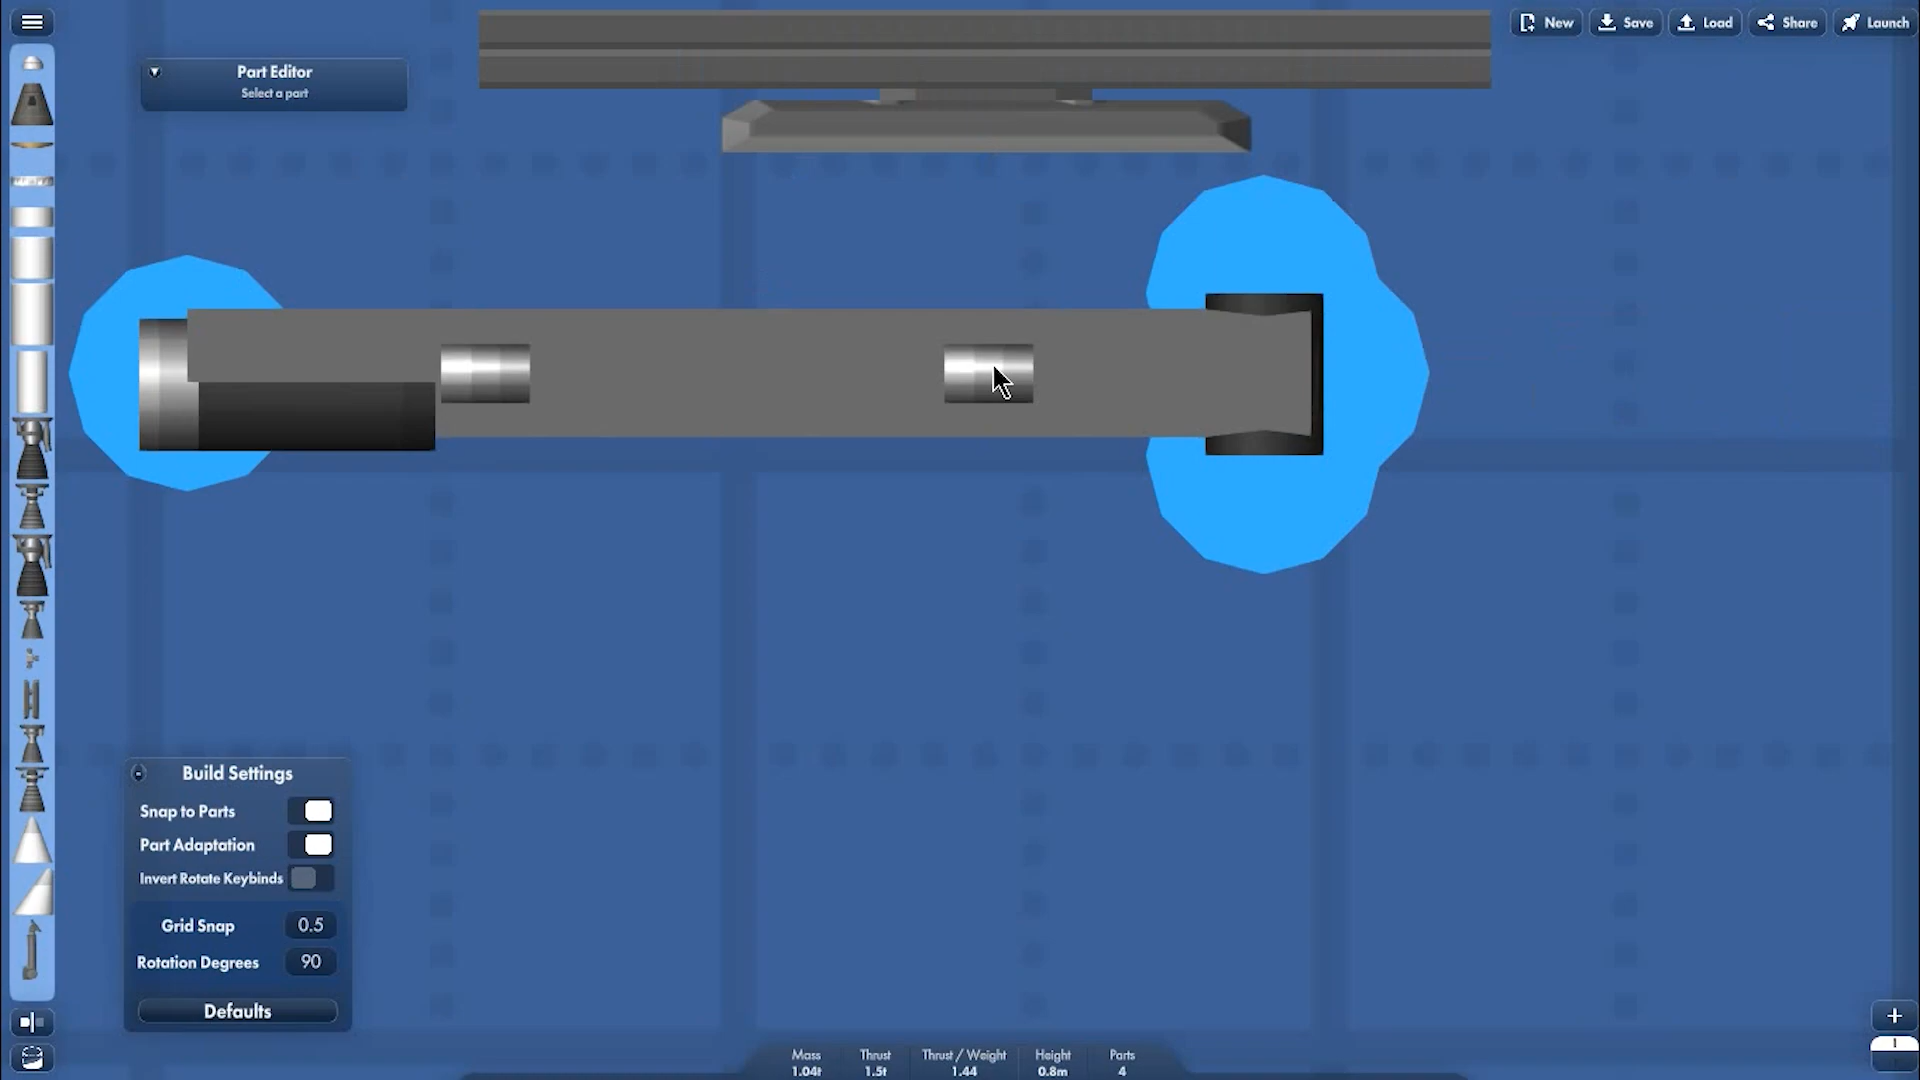 New
Save
Load
Share
Launch
Part Editor
Select a part
Build Settings
Snap to Parts
Part Adaptation
Invert Rotate Keybinds
Grid Snap 0.5
Rotation Degrees 90
Defaults
Mass Thrust Thrust / Weight Height Parts
1.04t 1.5t 1.44 0.8m 4